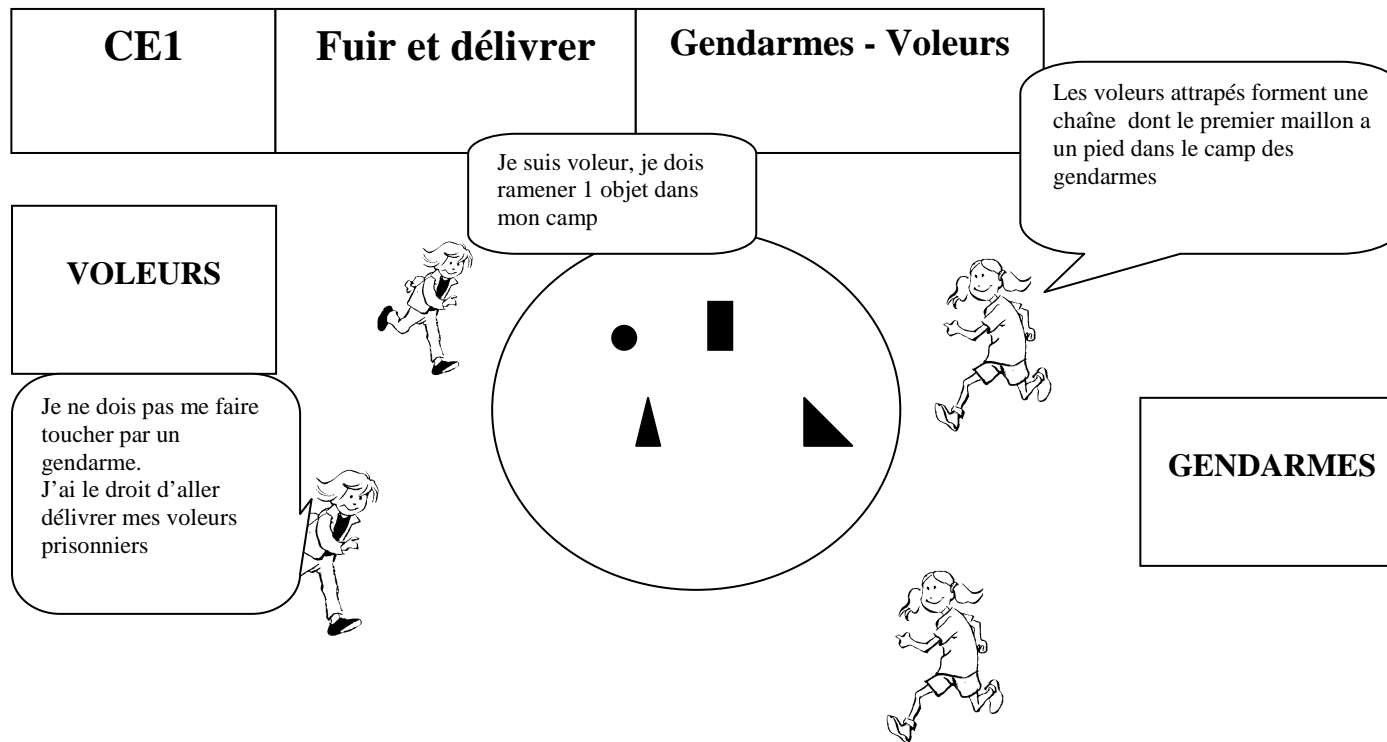 CE1
Fuir et délivrer
Gendarmes - Voleurs
Les voleurs attrapés forment une
chaîne  dont le premier maillon a
un pied dans le camp des
gendarmes
Je suis voleur, je dois
ramener 1 objet dans
mon camp
VOLEURS
Je ne dois pas me faire
toucher par un
gendarme.
J’ai le droit d’aller
délivrer mes voleurs
prisonniers
GENDARMES